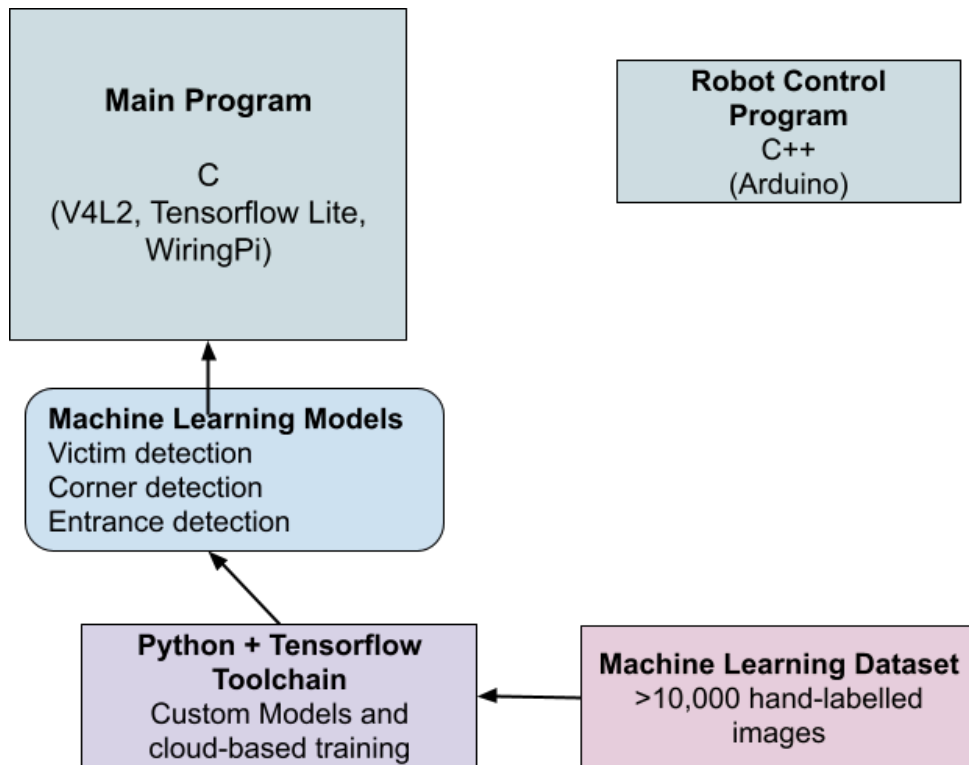 Main Program
C
(V4L2, Tensorflow Lite,
WiringPi)
Robot Control
Program
C++
(Arduino)
Machine Learning Models
Victim detection
Corner detection
Entrance detection
Python + Tensorflow
Toolchain
Custom Models and
cloud-based training
Machine Learning Dataset
>10,000 hand-labelled
images